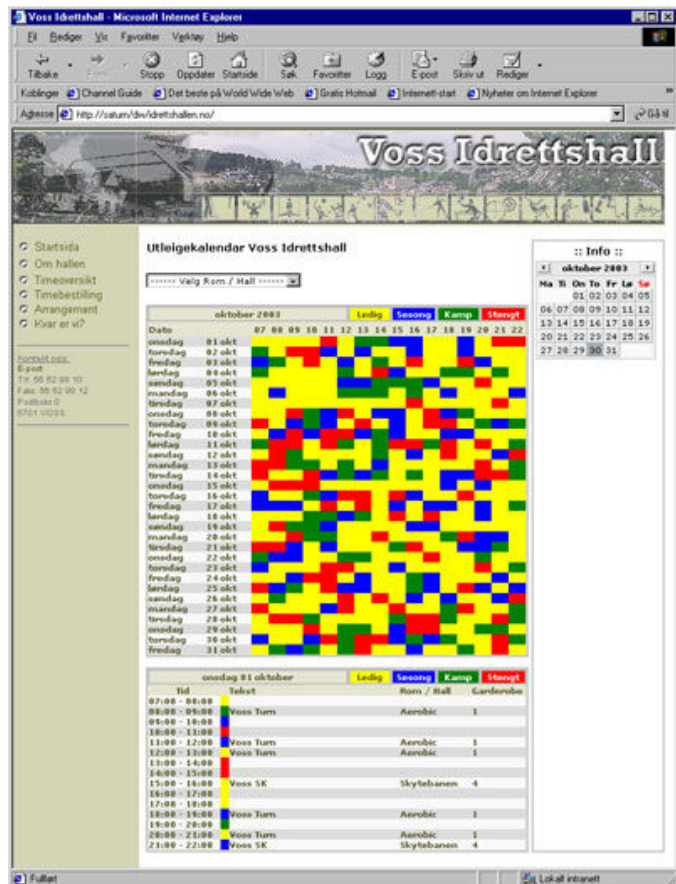 Voss Idrettshall - Microsoft Internet Explorer
Fil Rediger Vis Favoritter Verktøy Hjelp
Tilbake Fram Stopp Oppdater Startside Søk Favoritter Logg E-post Skriv ut Rediger
Koblinger Channel Guide Det beste på World Wide Web Gratis Hotmail Internett-start Nyheter om Internet Explorer
Adresse http://saturn/dw/idrettshallen.no/ Gå til
Voss Idrettshall
Startsida
Om hallen
Timeoversikt
Timebestilling
Arrangement
Kvar er vi?
Kontakt oss:
E-post
6701 VOSS
Utleigekalendar Voss Idrettshall
------ Velg Rom / Hall ------
oktober 2003 Ledig Sesong Kamp Stengt
Dato 07 08 09 10 11 12 13 14 15 16 17 18 19 20 21 22
onsdag 01 okt
torsdag 02 okt
fredag 03 okt
lørdag 04 okt
søndag 05 okt
mandag 06 okt
tirsdag 07 okt
onsdag 08 okt
torsdag 09 okt
fredag 10 okt
lørdag 11 okt
søndag 12 okt
mandag 13 okt
tirsdag 14 okt
onsdag 15 okt
torsdag 16 okt
fredag 17 okt
lørdag 18 okt
søndag 19 okt
mandag 20 okt
tirsdag 21 okt
onsdag 22 okt
torsdag 23 okt
fredag 24 okt
lørdag 25 okt
søndag 26 okt
mandag 27 okt
tirsdag 28 okt
onsdag 29 okt
torsdag 30 okt
fredag 31 okt
onsdag 01 oktober Ledig Sesong Kamp Stengt
Tid Tekst Rom / Hall Garderobe
07:00 - 08:00
08:00 - 09:00 Voss Turn Aerobic 1
09:00 - 10:00
10:00 - 11:00
11:00 - 12:00 Voss Turn Aerobic 1
12:00 - 13:00 Voss Turn Aerobic 1
13:00 - 14:00
14:00 - 15:00
15:00 - 16:00 Voss SK Skytebanen 4
16:00 - 17:00
17:00 - 18:00
18:00 - 19:00 Voss Turn Aerobic 1
19:00 - 20:00
20:00 - 21:00 Voss Turn Aerobic 1
21:00 - 22:00 Voss SK Skytebanen 4
:: Info ::
oktober 2003
Ma Ti On To Fr Lø Sø
01 02 03 04 05
06 07 08 09 10 11 12
13 14 15 16 17 18 19
20 21 22 23 24 25 26
27 28 29 30 31
Fullført Lokalt intranett